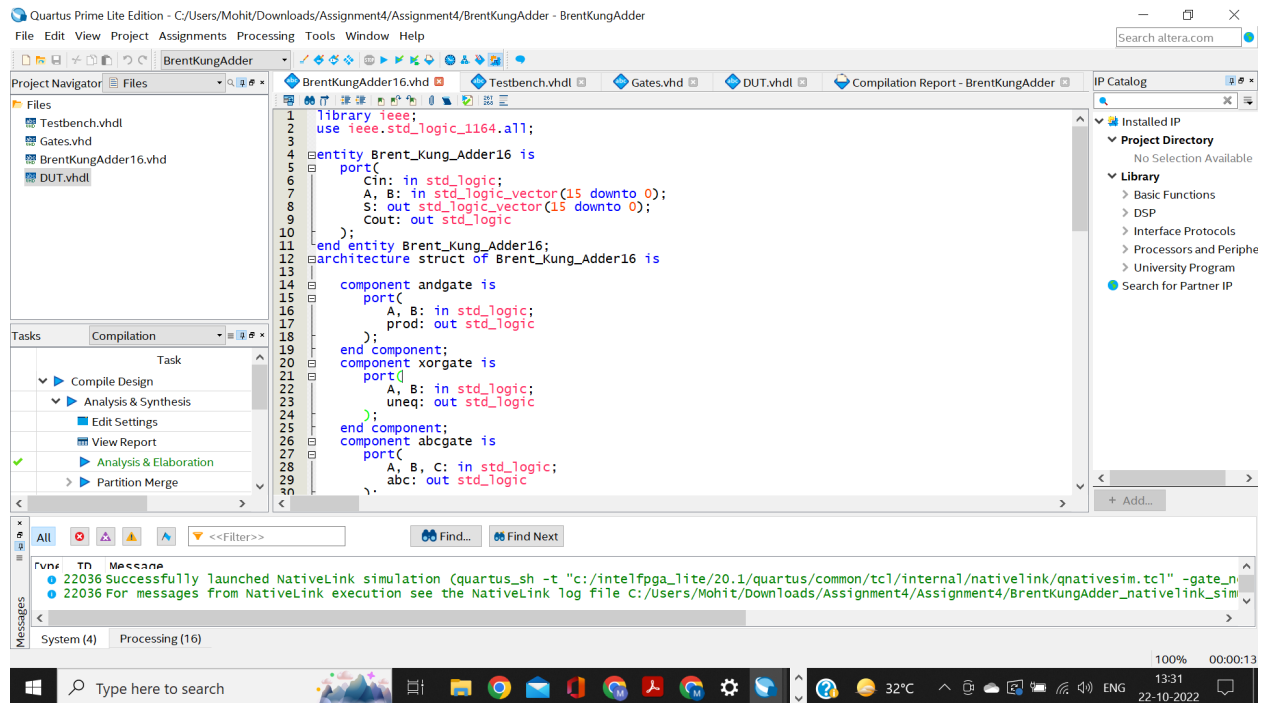 Quartus Prime Lite Edition - C:/Users/Mohit/Downloads/Assignment4/Assignment4/BrentKungAdder - BrentKungAdder
File Edit View Project Assignments Processing Tools Window Help
Search altera.com
BrentKungAdder
Project Navigator Files
Files
Testbench.vhdl
Gates.vhd
BrentKungAdder16.vhd
DUT.vhdl
Tasks Compilation
Task
Compile Design
Analysis & Synthesis
Edit Settings
View Report
Analysis & Elaboration
Partition Merge
BrentKungAdder16.vhd Testbench.vhdl Gates.vhd DUT.vhdl Compilation Report - BrentKungAdder
267
268
1 library ieee;
2 use ieee.std_logic_1164.all;
3
4 entity Brent_Kung_Adder16 is
5 port(
6 Cin: in std_logic;
7 A, B: in std_logic_vector(15 downto 0);
8 S: out std_logic_vector(15 downto 0);
9 Cout: out std_logic
10 );
11 end entity Brent_Kung_Adder16;
12 architecture struct of Brent_Kung_Adder16 is
13
14 component andgate is
15 port(
16 A, B: in std_logic;
17 prod: out std_logic
18 );
19 end component;
20 component xorgate is
21 port(
22 A, B: in std_logic;
23 uneq: out std_logic
24 );
25 end component;
26 component abcgate is
27 port(
28 A, B, C: in std_logic;
29 abc: out std_logic
30 );
IP Catalog
Installed IP
Project Directory
No Selection Available
Library
Basic Functions
DSP
Interface Protocols
Processors and Periphe
University Program
Search for Partner IP
+ Add...
All <<Filter>> Find... Find Next
Type ID Message
22036 Successfully launched NativeLink simulation (quartus_sh -t "c:/intelfpga_lite/20.1/quartus/common/tcl/internal/nativelink/qnativesim.tcl" -gate_n
22036 For messages from NativeLink execution see the NativeLink log file C:/Users/Mohit/Downloads/Assignment4/Assignment4/BrentKungAdder_nativelink_sim
Messages
System (4) Processing (16)
100% 00:00:13
Type here to search
32°C
ENG
13:31
22-10-2022